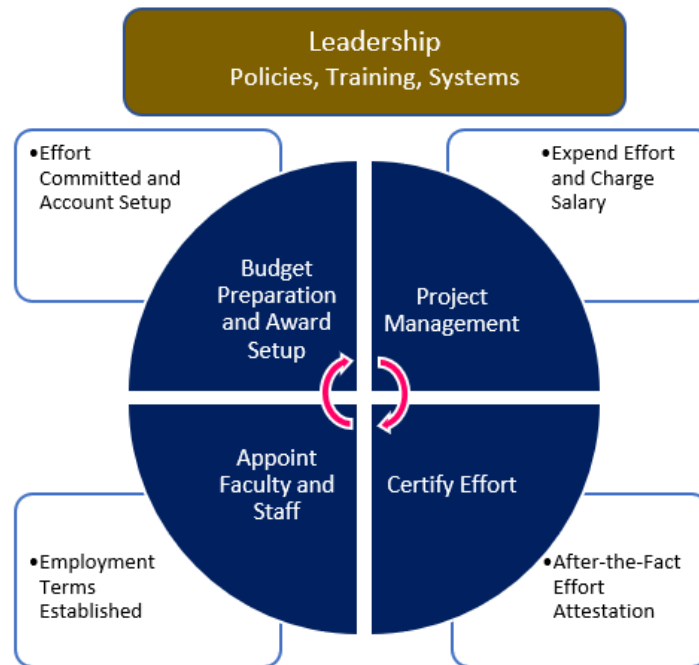 Leadership
Policies, Training, Systems
•Effort
Committed and
Account Setup
•Expend Effort
and Charge
Salary
Budget
Preparation
and Award
Setup
Project
Management
Appoint
Faculty and
Staff
Certify Effort
•Employment
Terms
Established
•After-the-Fact
Effort
Attestation